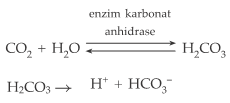 enzim karbonat
anhidrase
CO₂ + H₂O ⇌ H₂CO₃
H₂CO₃ → H⁺ + HCO₃⁻